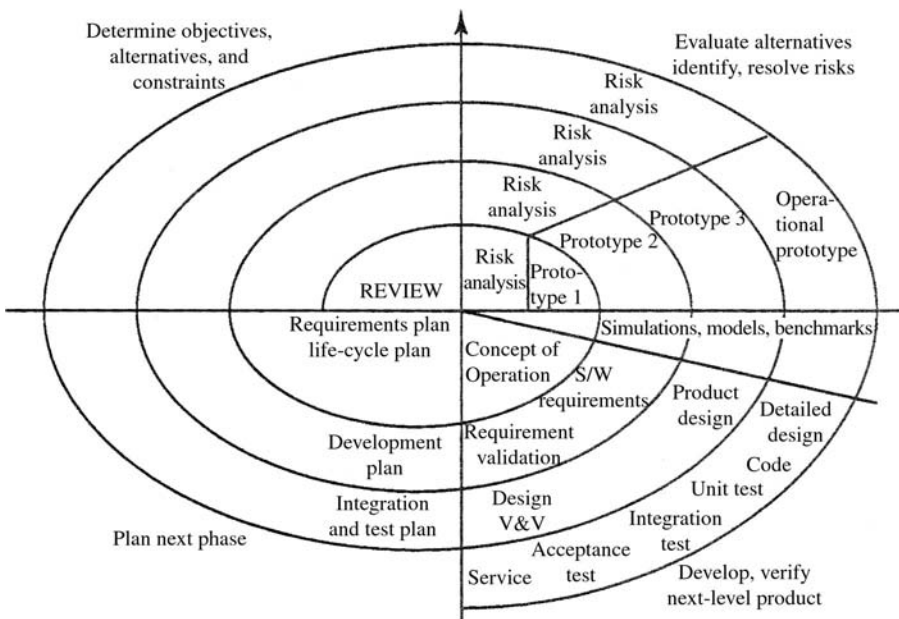 Determine objectives,
alternatives, and
constraints
Evaluate alternatives
identify, resolve risks
Risk
analysis
Risk
analysis
Risk
analysis
Opera-
tional
prototype
Prototype 3
Prototype 2
Risk
analysis
Proto-
type 1
REVIEW
Requirements plan
life-cycle plan
Simulations, models, benchmarks
Concept of
Operation
S/W
requirements
Product
design
Detailed
design
Development
plan
Requirement
validation
Code
Unit test
Integration
and test plan
Design
V&V
Integration
test
Plan next phase
Acceptance
test
Service
Develop, verify
next-level product